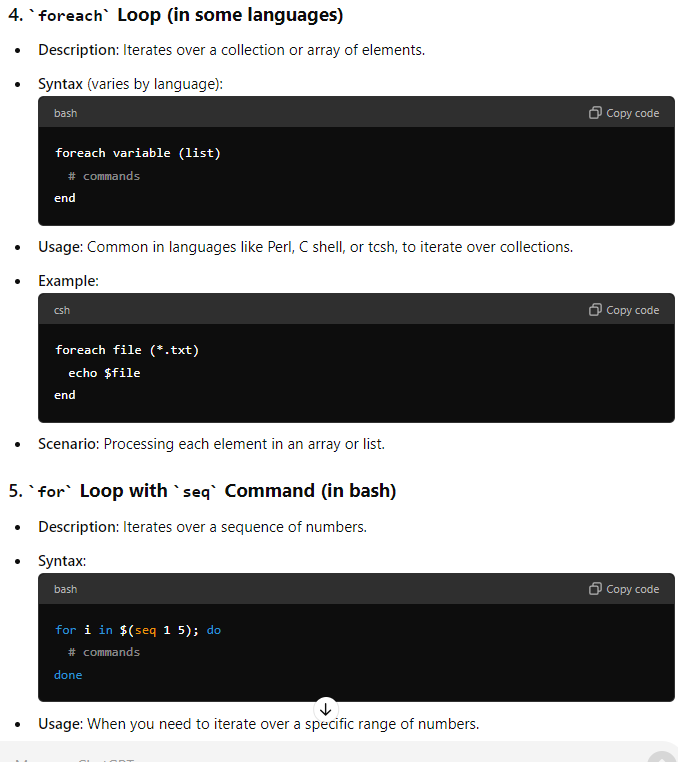 4. `foreach` Loop (in some languages)
• Description: Iterates over a collection or array of elements.
• Syntax (varies by language):
bash Copy code
foreach variable (list)
# commands
end
• Usage: Common in languages like Perl, C shell, or tcsh, to iterate over collections.
• Example:
csh Copy code
foreach file (*.txt)
echo $file
end
• Scenario: Processing each element in an array or list.
5. `for` Loop with `seq` Command (in bash)
• Description: Iterates over a sequence of numbers.
• Syntax:
bash Copy code
for i in $(seq 1 5); do
# commands
done
• Usage: When you need to iterate over a specific range of numbers.